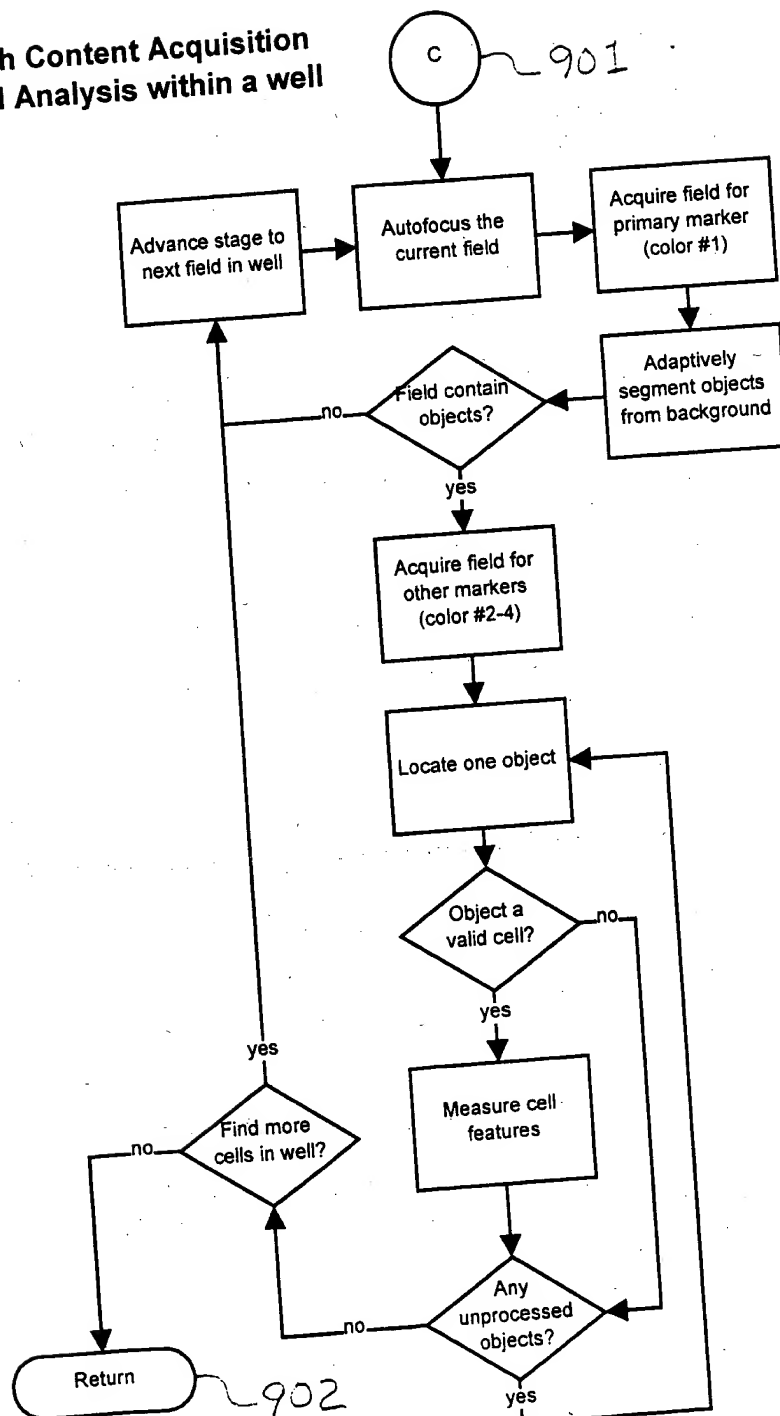 h Content Acquisition
Analysis within a well
C
901
Advance stage to
next field in well
Autofocus the
current field
Acquire field for
primary marker
(color #1)
Adaptively
segment objects
from background
Field contain
objects?
no
yes
Acquire field for
other markers
(color #2-4)
Locate one object
Object a
valid cell?
no
yes
Measure cell
features
yes
Find more
cells in well?
no
Any
unprocessed
objects?
no
yes
Return
902